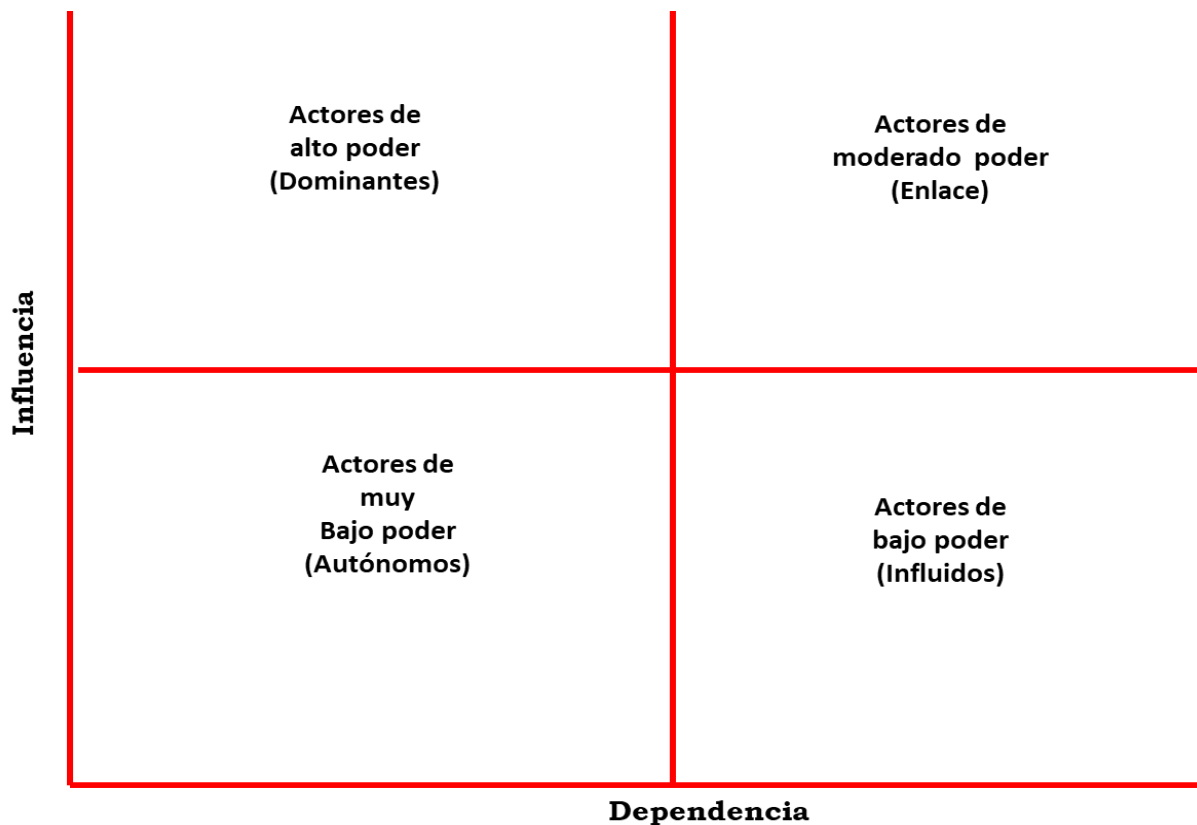 Actores de
alto poder
(Dominantes)
Actores de
moderado poder
(Enlace)
Influencia
Actores de
muy
Bajo poder
(Autónomos)
Actores de
bajo poder
(Influidos)
Dependencia